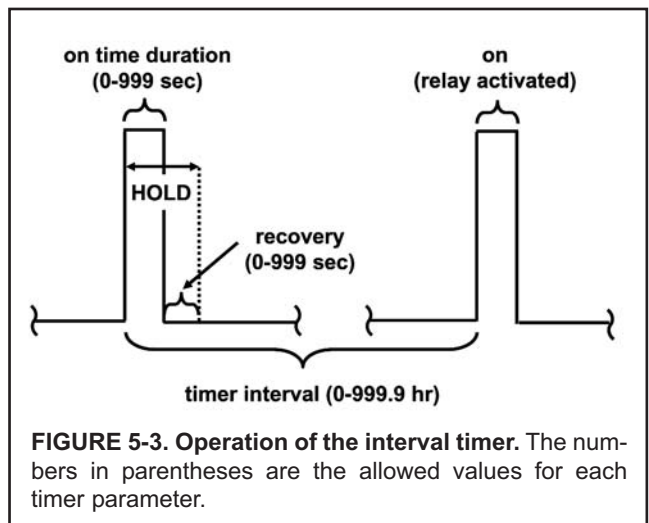 on time duration
(0-999 sec)
on
(relay activated)
HOLD
recovery
(0-999 sec)
timer interval (0-999.9 hr)
FIGURE 5-3. Operation of the interval timer. The num-
bers in parentheses are the allowed values for each
timer parameter.